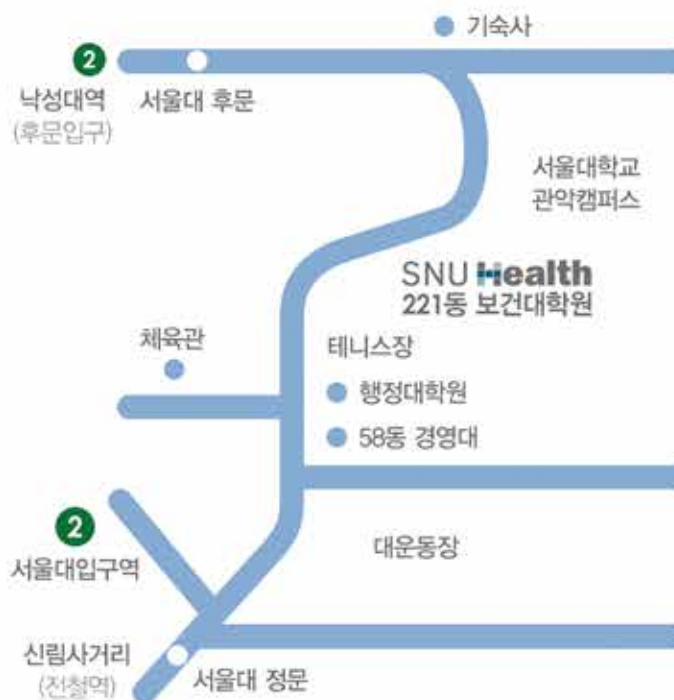 기숙사
2
낙성대역
(후문입구)
서울대 후문
서울대학교
관악캠퍼스
SNU Health
221동 보건대학원
체육관
테니스장
행정대학원
58동 경영대
2
서울대입구역
대운동장
신림사거리
(전철역)
서울대 정문